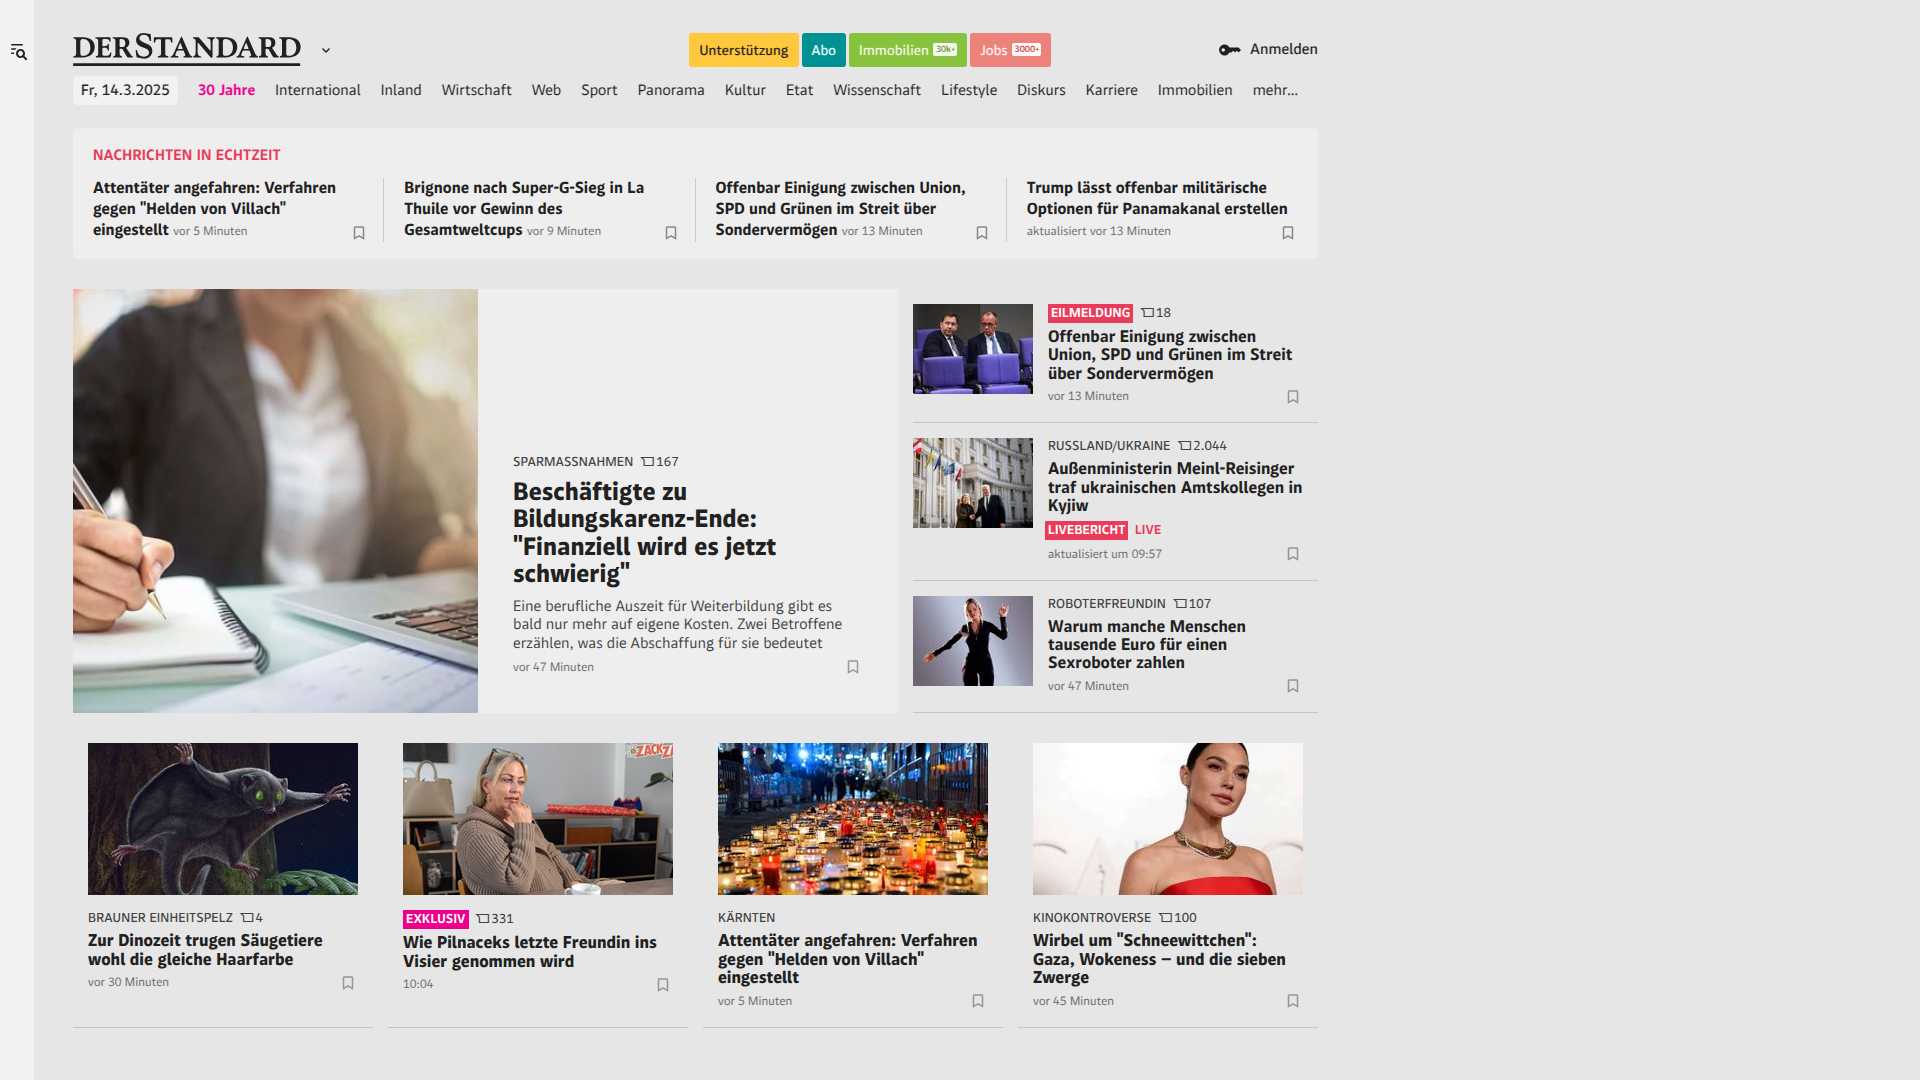 DERSTANDARD
Unterstützung
Abo
Immobilien 30k+
Jobs 3000+
Anmelden
Fr, 14.3.2025
30 Jahre
International
Inland
Wirtschaft
Web
Sport
Panorama
Kultur
Etat
Wissenschaft
Lifestyle
Diskurs
Karriere
Immobilien
mehr...
NACHRICHTEN IN ECHTZEIT
Attentäter angefahren: Verfahren
gegen "Helden von Villach"
eingestellt vor 5 Minuten
Brignone nach Super-G-Sieg in La
Thuile vor Gewinn des
Gesamtweltcups vor 9 Minuten
Offenbar Einigung zwischen Union,
SPD und Grünen im Streit über
Sondervermögen vor 13 Minuten
Trump lässt offenbar militärische
Optionen für Panamakanal erstellen
aktualisiert vor 13 Minuten
SPARMASSNAHMEN 167
Beschäftigte zu
Bildungskarenz-Ende:
"Finanziell wird es jetzt
schwierig"
Eine berufliche Auszeit für Weiterbildung gibt es
bald nur mehr auf eigene Kosten. Zwei Betroffene
erzählen, was die Abschaffung für sie bedeutet
vor 47 Minuten
EILMELDUNG 18
Offenbar Einigung zwischen
Union, SPD und Grünen im Streit
über Sondervermögen
vor 13 Minuten
RUSSLAND/UKRAINE 2.044
Außenministerin Meinl-Reisinger
traf ukrainischen Amtskollegen in
Kyjiw
LIVEBERICHT LIVE
aktualisiert um 09:57
ROBOTERFREUNDIN 107
Warum manche Menschen
tausende Euro für einen
Sexroboter zahlen
vor 47 Minuten
BRAUNER EINHEITSPELZ 4
Zur Dinozeit trugen Säugetiere
wohl die gleiche Haarfarbe
vor 30 Minuten
ZACKZ
EXKLUSIV 331
Wie Pilnaceks letzte Freundin ins
Visier genommen wird
10:04
KÄRNTEN
Attentäter angefahren: Verfahren
gegen "Helden von Villach"
eingestellt
vor 5 Minuten
KINOKONTROVERSE 100
Wirbel um "Schneewittchen":
Gaza, Wokeness – und die sieben
Zwerge
vor 45 Minuten